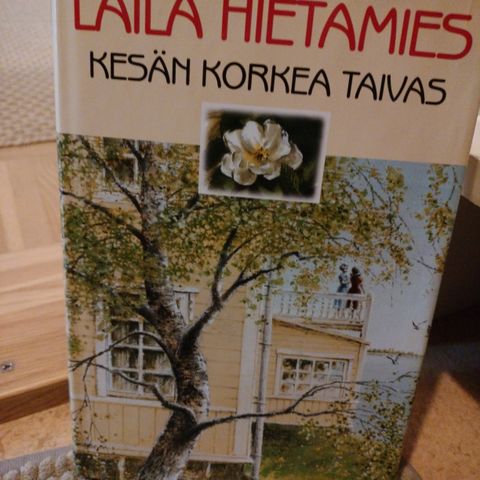 LAILA HIETAMIES
KESÄN KORKEA TAIVAS